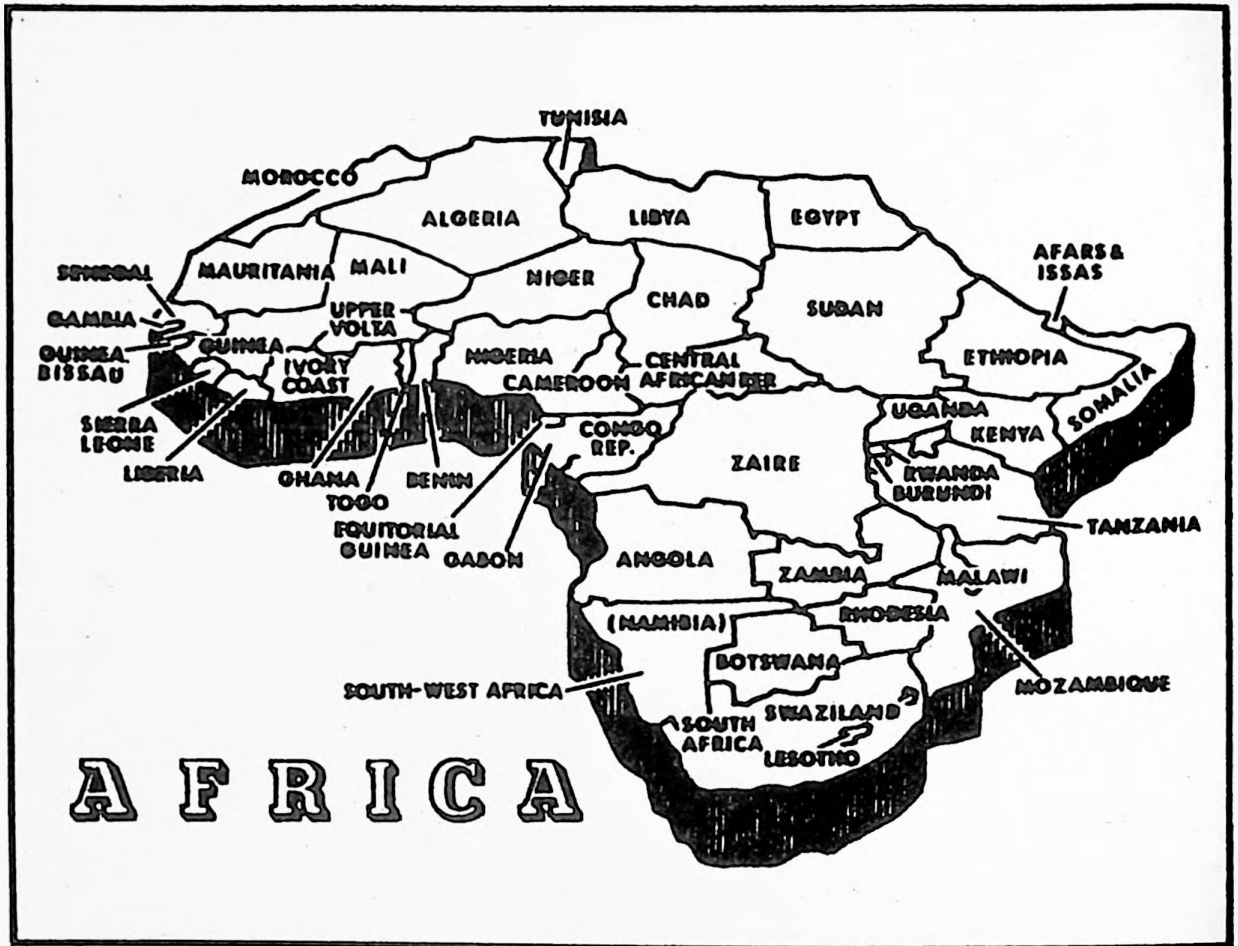 TUNISIA
MOROCCO
ALGERIA
LIBYA
EGYPT
AFARS &
ISSAS
SENEGAL
MAURITANIA
MALI
NIGER
CHAD
SUDAN
GAMBIA
UPPER
VOLTA
GUINEA-
BISSAU
GUINEA
IVORY
COAST
NIGERIA
CAMEROON
CENTRAL
AFRICAN REP
ETHIOPIA
SOMALIA
UGANDA
KENYA
SIERRA
LEONE
LIBERIA
GHANA
TOGO
BENIN
EQUITORIAL
GUINEA
GABON
CONGO
REP.
ZAIRE
RWANDA
BURUNDI
TANZANIA
ANGOLA
ZAMBIA
MALAWI
(NAMIBIA)
RHODESIA
BOTSWANA
SOUTH-WEST AFRICA
MOZAMBIQUE
SWAZILAND
SOUTH
AFRICA
LESOTHO
AFRICA